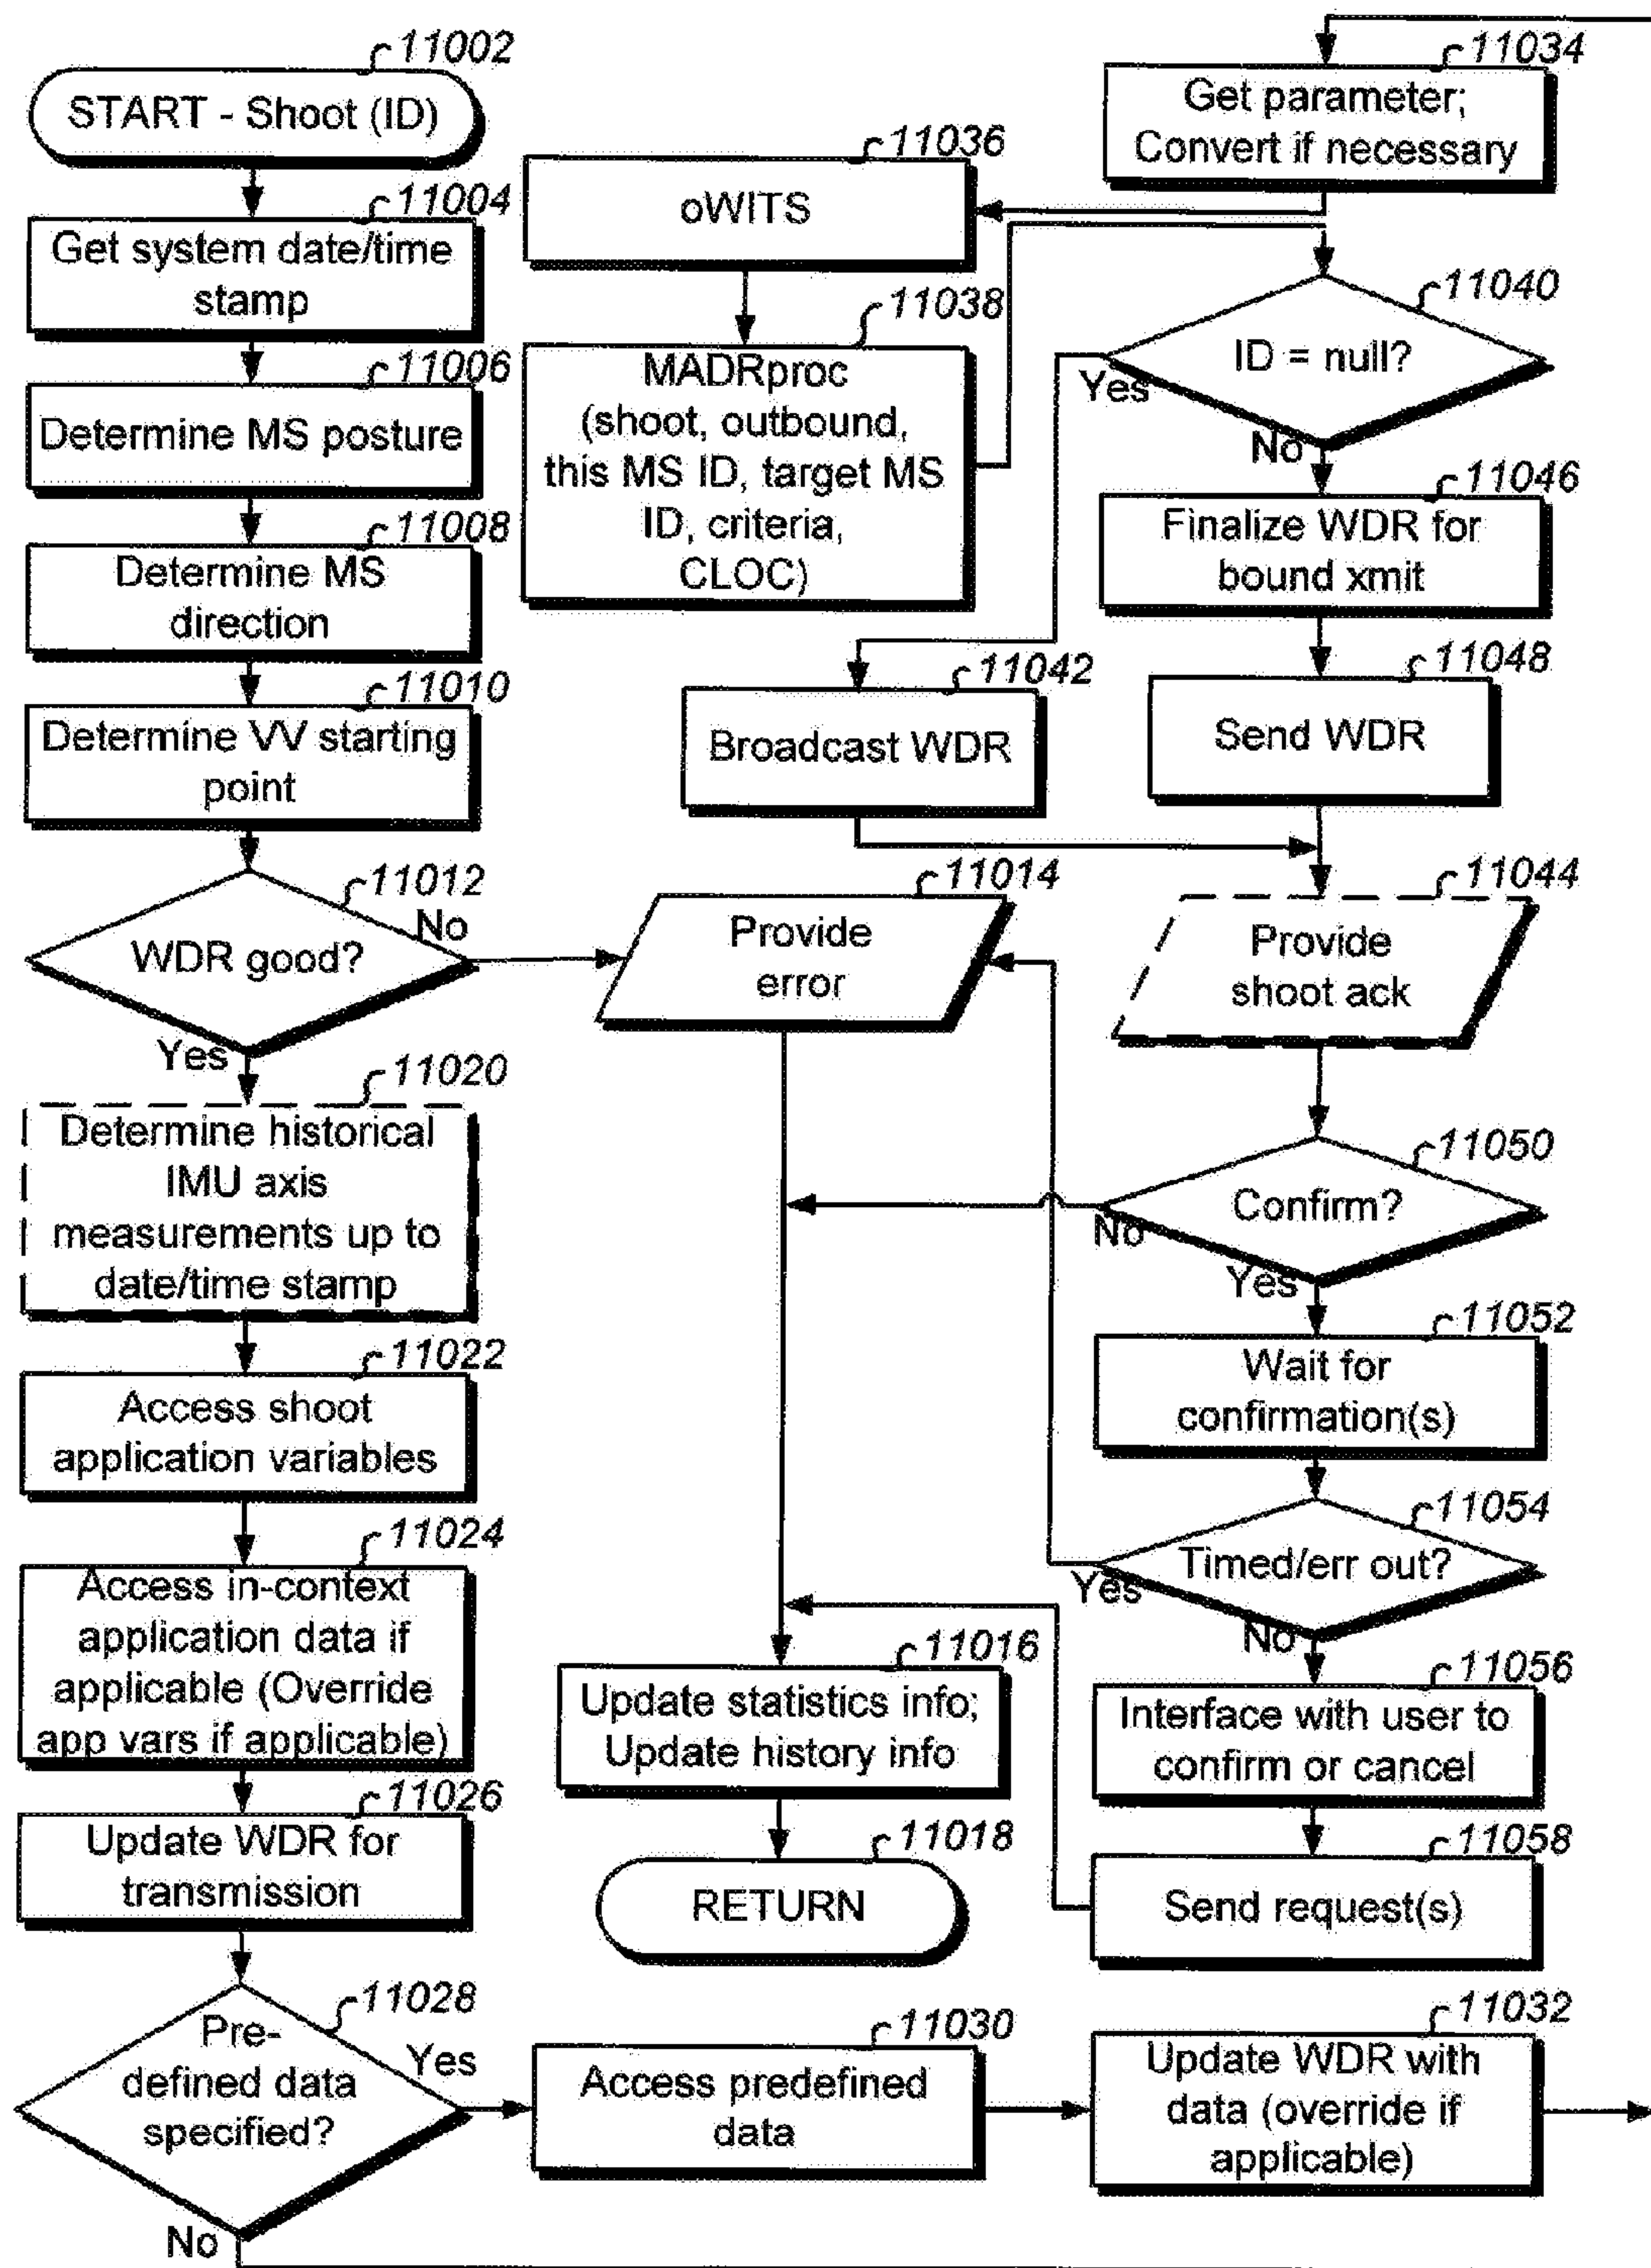 11002
START - Shoot (ID)
11004
Get system date/time
stamp
11006
Determine MS posture
11008
Determine MS
direction
11010
Determine VV starting
point
11012
WDR good?
No
Yes
11020
Determine historical
IMU axis
measurements up to
date/time stamp
11022
Access shoot
application variables
11024
Access in-context
application data if
applicable (Override
app vars if applicable)
11026
Update WDR for
transmission
11028
Pre-
defined data
specified?
Yes
No
11030
Access predefined
data
11032
Update WDR with
data (override if
applicable)
11034
Get parameter;
Convert if necessary
11036
oWITS
11038
MADRproc
(shoot, outbound,
this MS ID, target MS
ID, criteria,
CLOC)
11040
ID = null?
Yes
No
11042
Broadcast WDR
11046
Finalize WDR for
bound xmit
11048
Send WDR
11014
Provide
error
11044
Provide
shoot ack
11050
Confirm?
No
Yes
11052
Wait for
confirmation(s)
11054
Timed/err out?
Yes
No
11056
Interface with user to
confirm or cancel
11058
Send request(s)
11016
Update statistics info;
Update history info
11018
RETURN